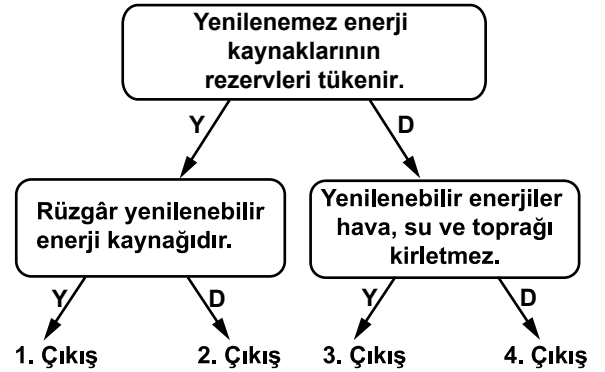 Yenilenemez enerji
kaynaklarının
rezervleri tükenir.
Y
D
Rüzgâr yenilenebilir
enerji kaynağıdır.
Yenilenebilir enerjiler
hava, su ve toprağı
kirletmez.
Y
D
Y
D
1. Çıkış
2. Çıkış
3. Çıkış
4. Çıkış